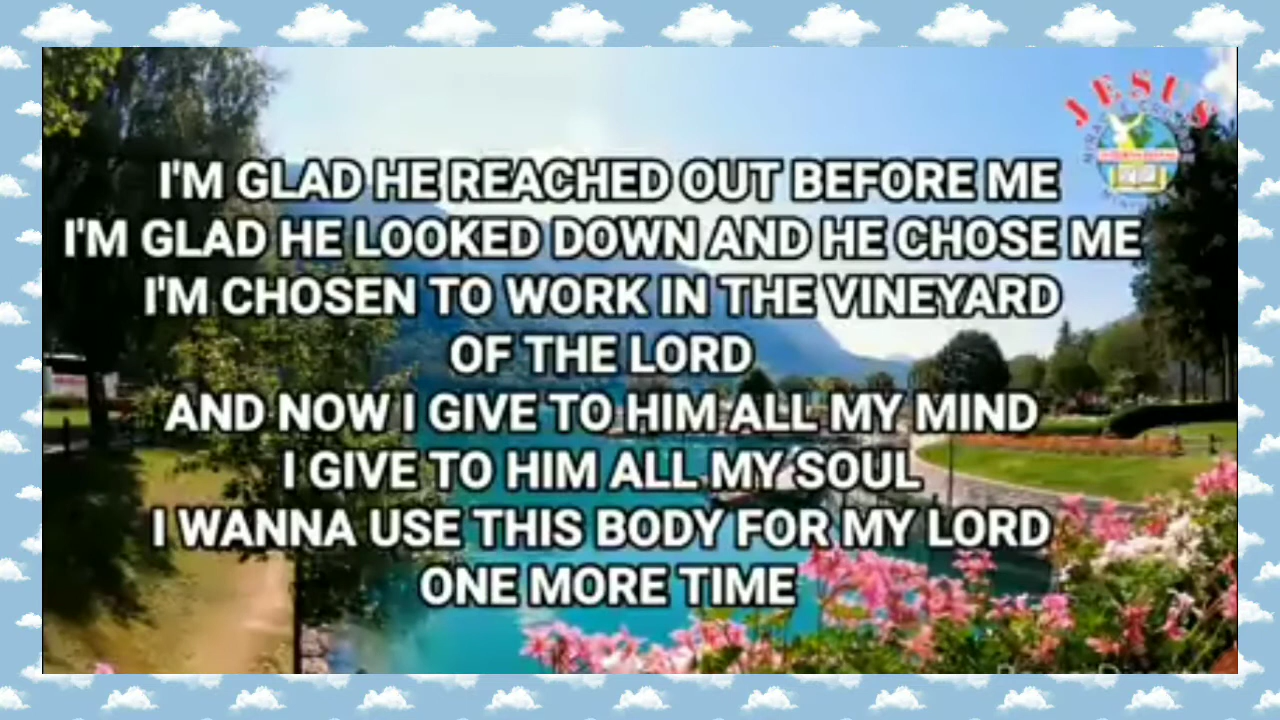 JESUS
I'M GLAD HE REACHED OUT BEFORE ME
I'M GLAD HE LOOKED DOWN AND HE CHOSE ME
I'M CHOSEN TO WORK IN THE VINEYARD
OF THE LORD
AND NOW I GIVE TO HIM ALL MY MIND
I GIVE TO HIM ALL MY SOUL
I WANNA USE THIS BODY FOR MY LORD
ONE MORE TIME